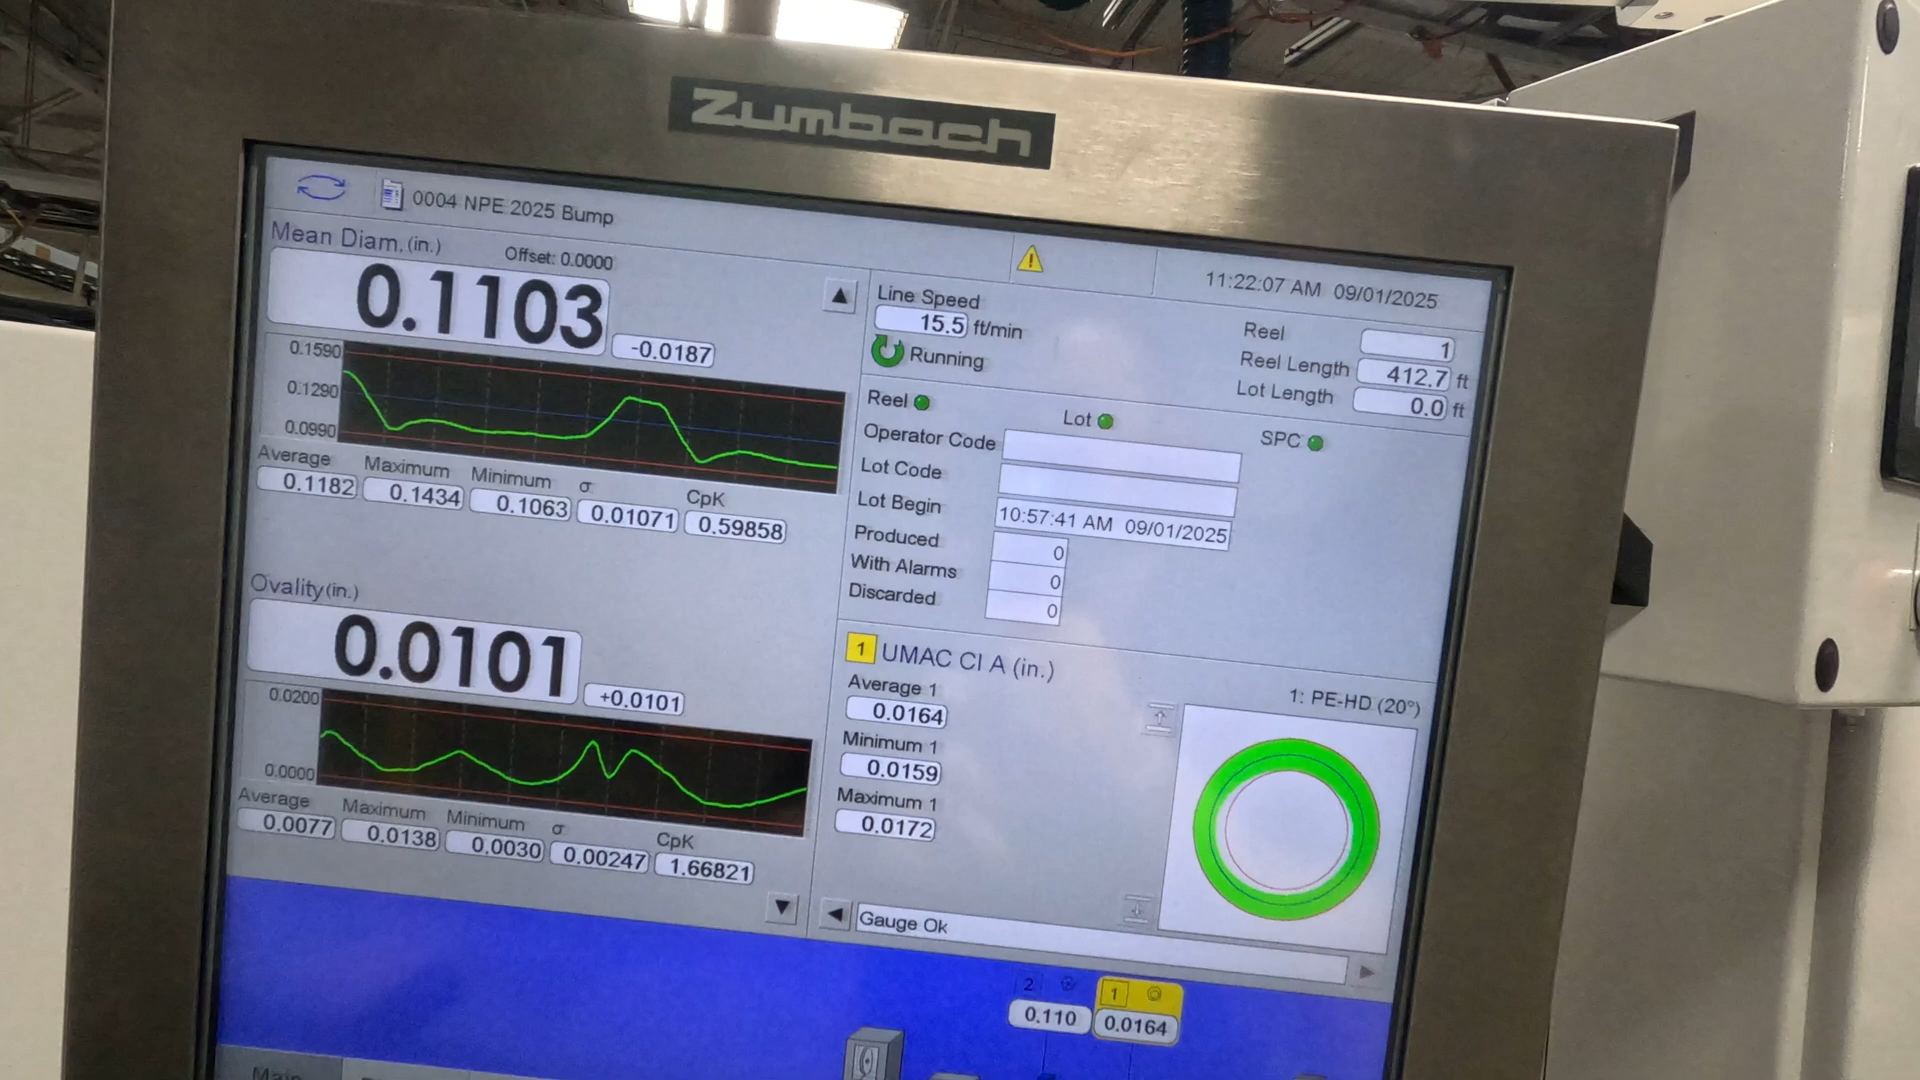 Zumbach
0004 NPE 2025 Bump
11:22:07 AM 09/01/2025
Mean Diam. (in.)
Offset: 0.0000
0.1103
-0.0187
0.1590
0.1290
0.0990
Average Maximum Minimum σ CpK
0.1182 0.1434 0.1063 0.01071 0.59858
Ovality (in.)
0.0101
+0.0101
0.0200
0.0000
Average Maximum Minimum σ CpK
0.0077 0.0138 0.0030 0.00247 1.66821
Line Speed
15.5 ft/min
Running
Reel 1
Reel Length 412.7 ft
Lot Length 0.0 ft
Reel Lot SPC
Operator Code
Lot Code
Lot Begin 10:57:41 AM 09/01/2025
Produced 0
With Alarms 0
Discarded 0
1 UMAC CI A (in.)
1: PE-HD (20°)
Average 1
0.0164
Minimum 1
0.0159
Maximum 1
0.0172
Gauge Ok
2 1
0.110 0.0164
Main